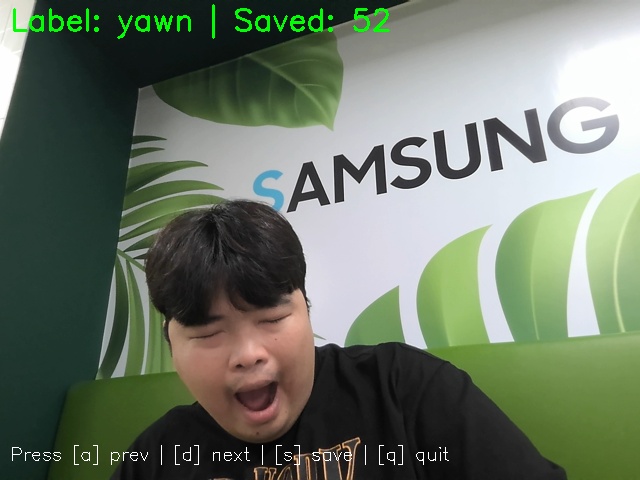 Label: yawn | Saved: 52
SAMSUNG
Press [a] prev | [d] next | [s] save | [q] quit